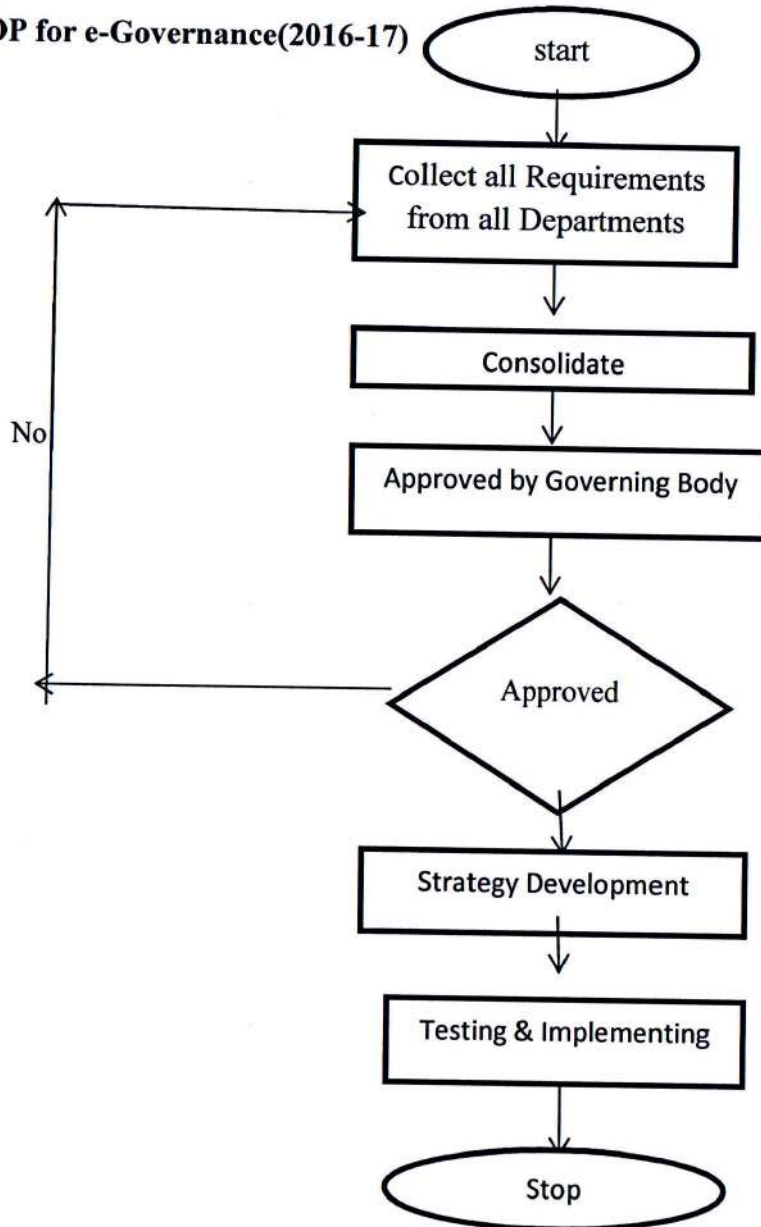 OP for e-Governance(2016-17)
start
Collect all Requirements
from all Departments
Consolidate
No
Approved by Governing Body
Approved
Strategy Development
Testing & Implementing
Stop